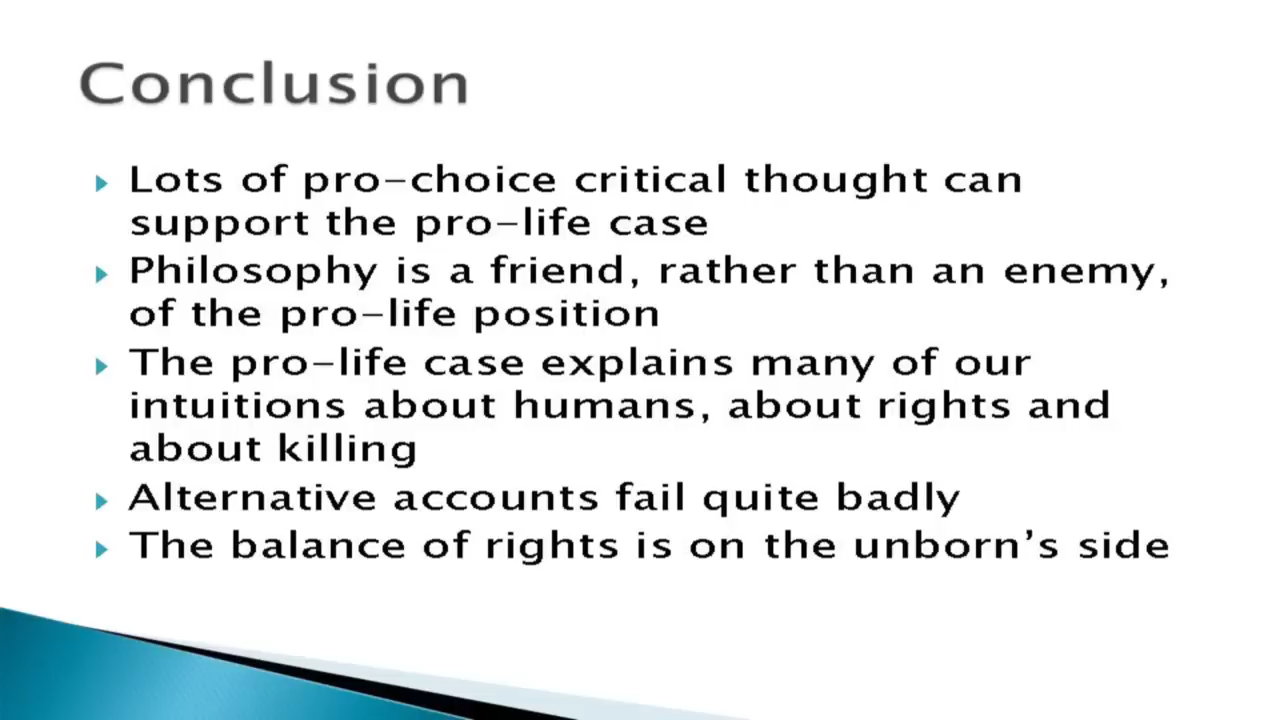 Conclusion
Lots of pro-choice critical thought can
support the pro-life case
Philosophy is a friend, rather than an enemy,
of the pro-life position
The pro-life case explains many of our
intuitions about humans, about rights and
about killing
Alternative accounts fail quite badly
The balance of rights is on the unborn's side